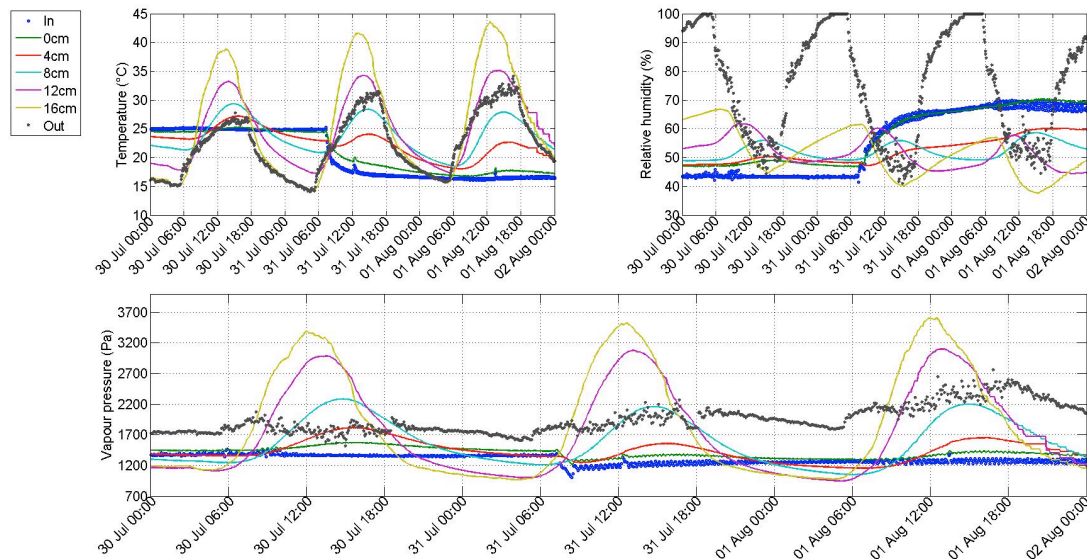 In
0cm
4cm
8cm
12cm
16cm
Out
Temperature (°C)
45
40
35
30
25
20
15
10
30 Jul 00:00
30 Jul 06:00
30 Jul 12:00
30 Jul 18:00
31 Jul 00:00
31 Jul 06:00
31 Jul 12:00
31 Jul 18:00
01 Aug 00:00
01 Aug 06:00
01 Aug 12:00
01 Aug 18:00
02 Aug 00:00
Relative humidity (%)
100
90
80
70
60
50
40
30
30 Jul 00:00
30 Jul 06:00
30 Jul 12:00
30 Jul 18:00
31 Jul 00:00
31 Jul 06:00
31 Jul 12:00
31 Jul 18:00
01 Aug 00:00
01 Aug 06:00
01 Aug 12:00
01 Aug 18:00
02 Aug 00:00
Vapour pressure (Pa)
3700
3200
2700
2200
1700
1200
700
30 Jul 00:00
30 Jul 06:00
30 Jul 12:00
30 Jul 18:00
31 Jul 00:00
31 Jul 06:00
31 Jul 12:00
31 Jul 18:00
01 Aug 00:00
01 Aug 06:00
01 Aug 12:00
01 Aug 18:00
02 Aug 00:00